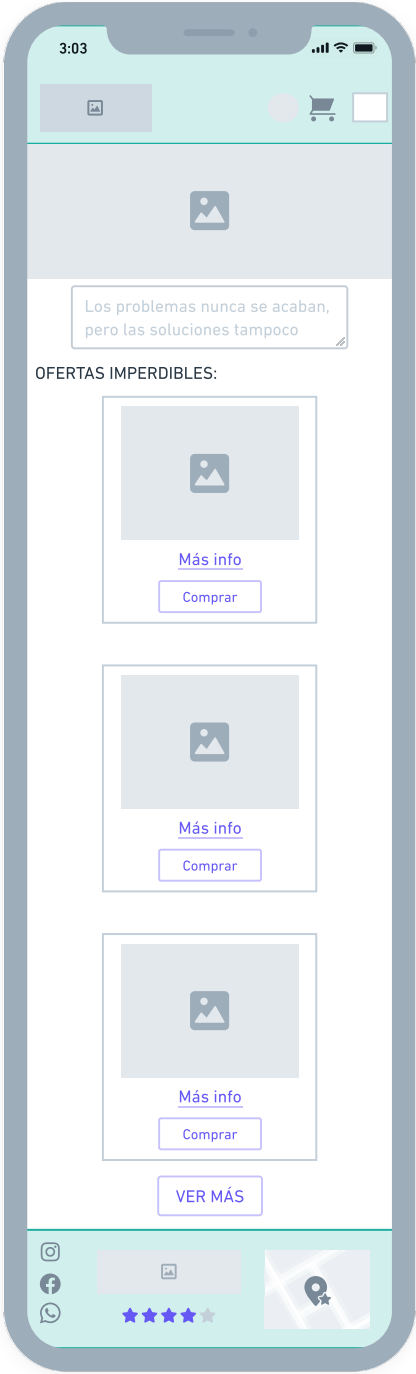 3:03
Los problemas nunca se acaban,
pero las soluciones tampoco
OFERTAS IMPERDIBLES:
Más info
Comprar
Más info
Comprar
Más info
Comprar
VER MÁS